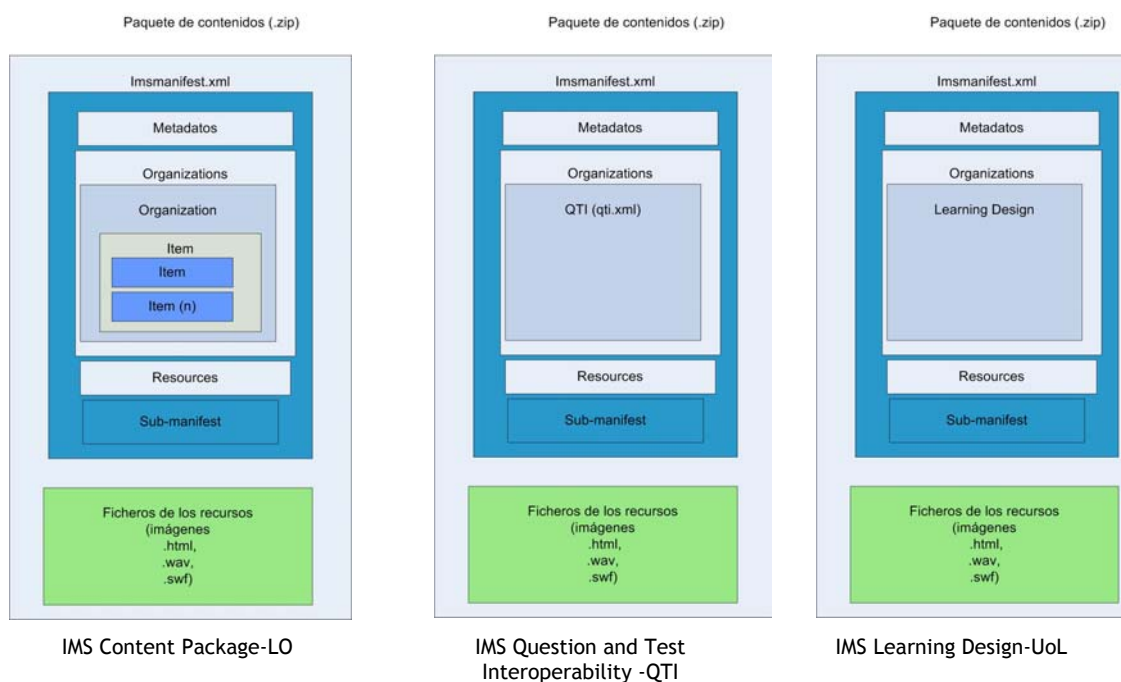 Paquete de contenidos (.zip)
Imsmanifest.xml
Metadatos
Organizations
Organization
Item
Item
Item (n)
Resources
Sub-manifest
Ficheros de los recursos
(imágenes
.html,
.wav,
.swf)
IMS Content Package-LO
Paquete de contenidos (.zip)
Imsmanifest.xml
Metadatos
Organizations
QTI (qti.xml)
Resources
Sub-manifest
Ficheros de los recursos
(imágenes
.html,
.wav,
.swf)
IMS Question and Test
Interoperability -QTI
Paquete de contenidos (.zip)
Imsmanifest.xml
Metadatos
Organizations
Learning Design
Resources
Sub-manifest
Ficheros de los recursos
(imágenes
.html,
.wav,
.swf)
IMS Learning Design-UoL